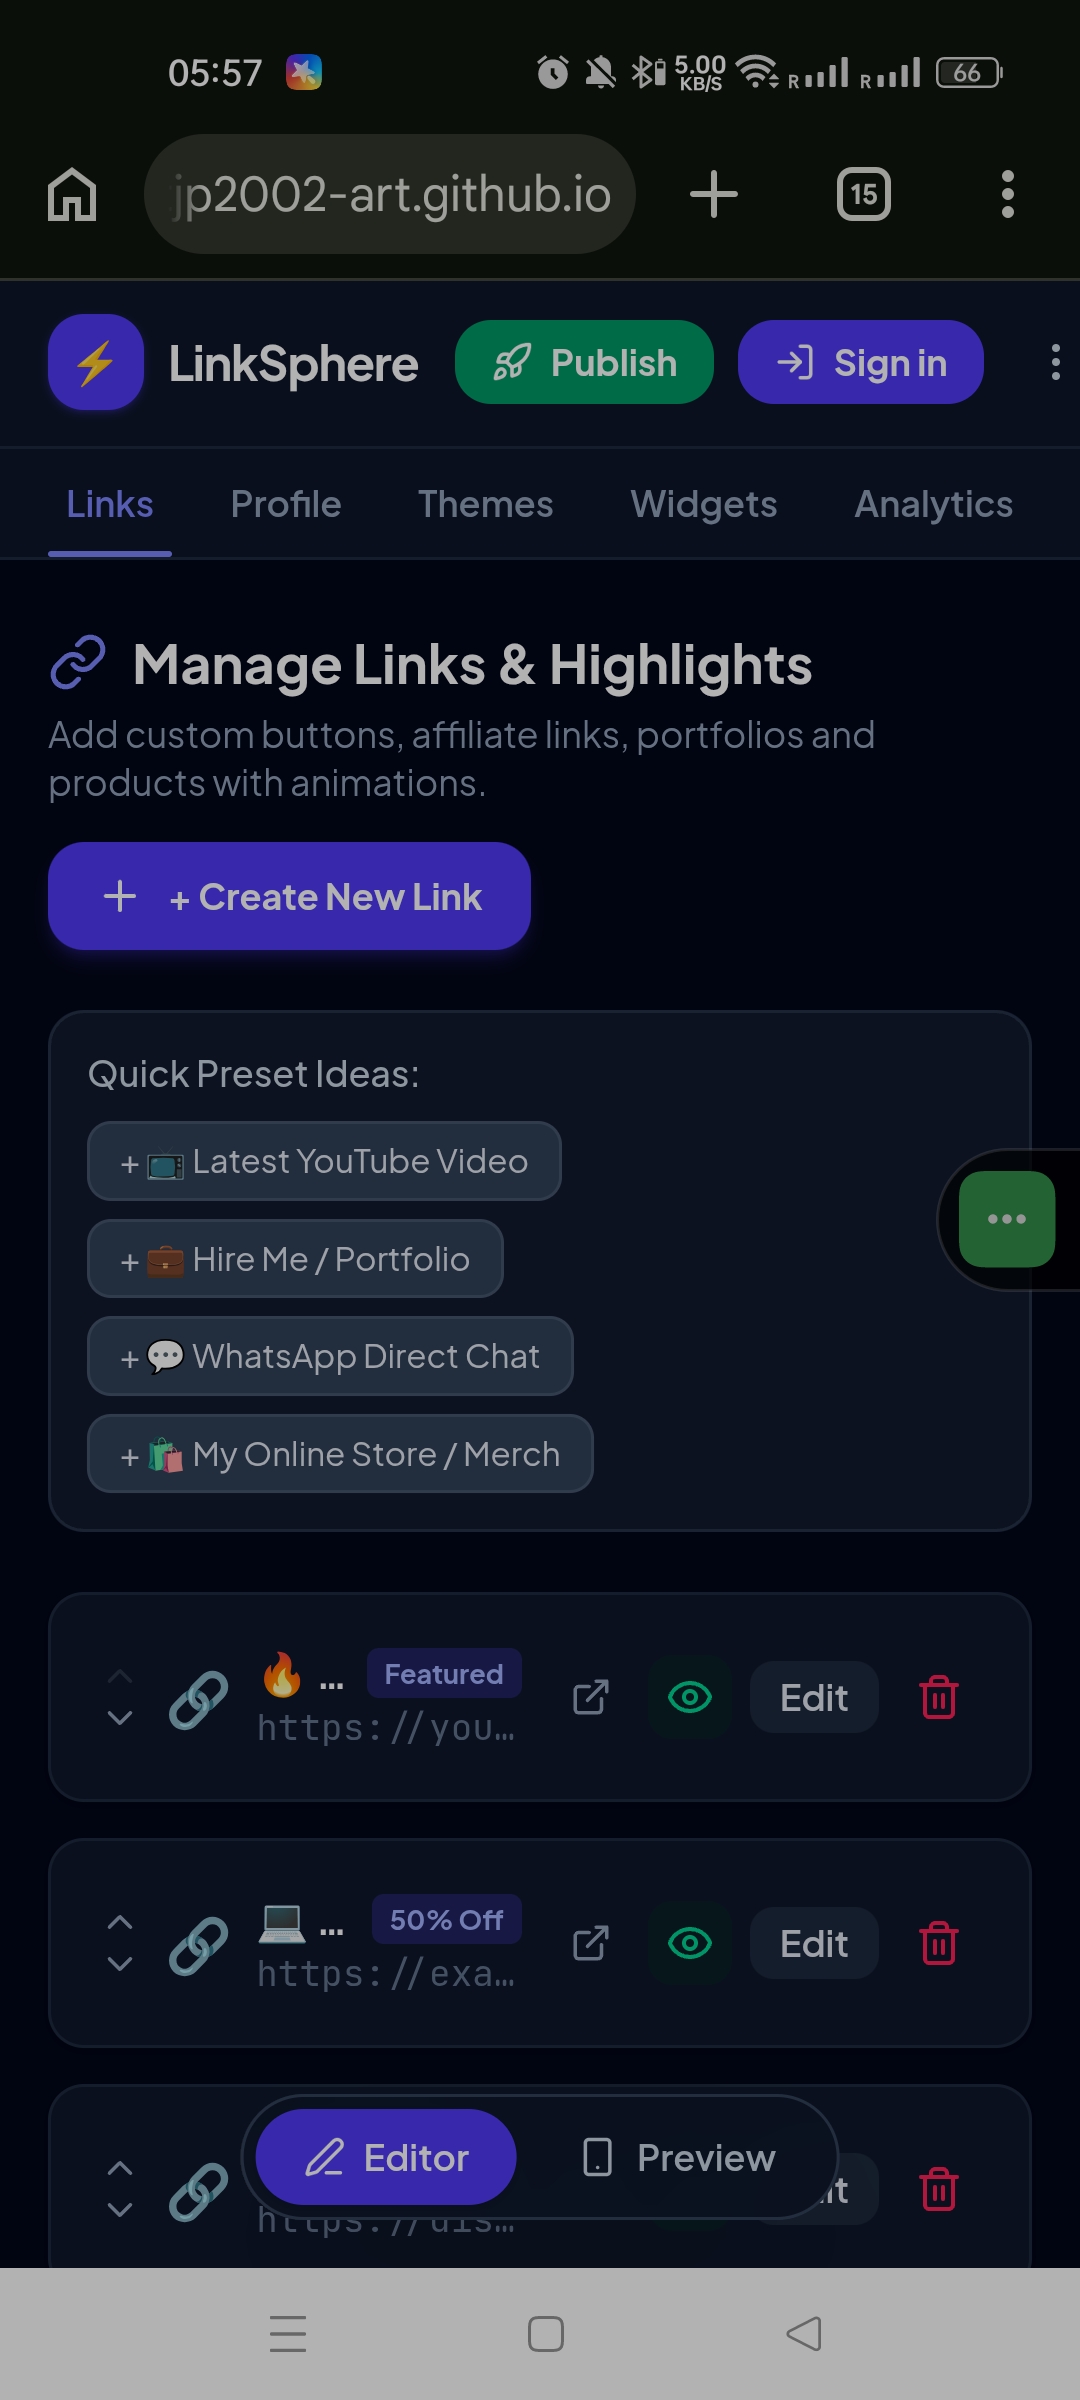 05:57
5.00
KB/S
R
R
66
jp2002-art.github.io
15
LinkSphere
Publish
Sign in
Links
Profile
Themes
Widgets
Analytics
Manage Links & Highlights
Add custom buttons, affiliate links, portfolios and
products with animations.
+ Create New Link
Quick Preset Ideas:
+ 📺 Latest YouTube Video
+ 💼 Hire Me / Portfolio
+ 💬 WhatsApp Direct Chat
+ 🛍️ My Online Store / Merch
🔥 ... Featured
https://you...
Edit
💻 ... 50% Off
https://exa...
Edit
Editor
Preview
https://dis...